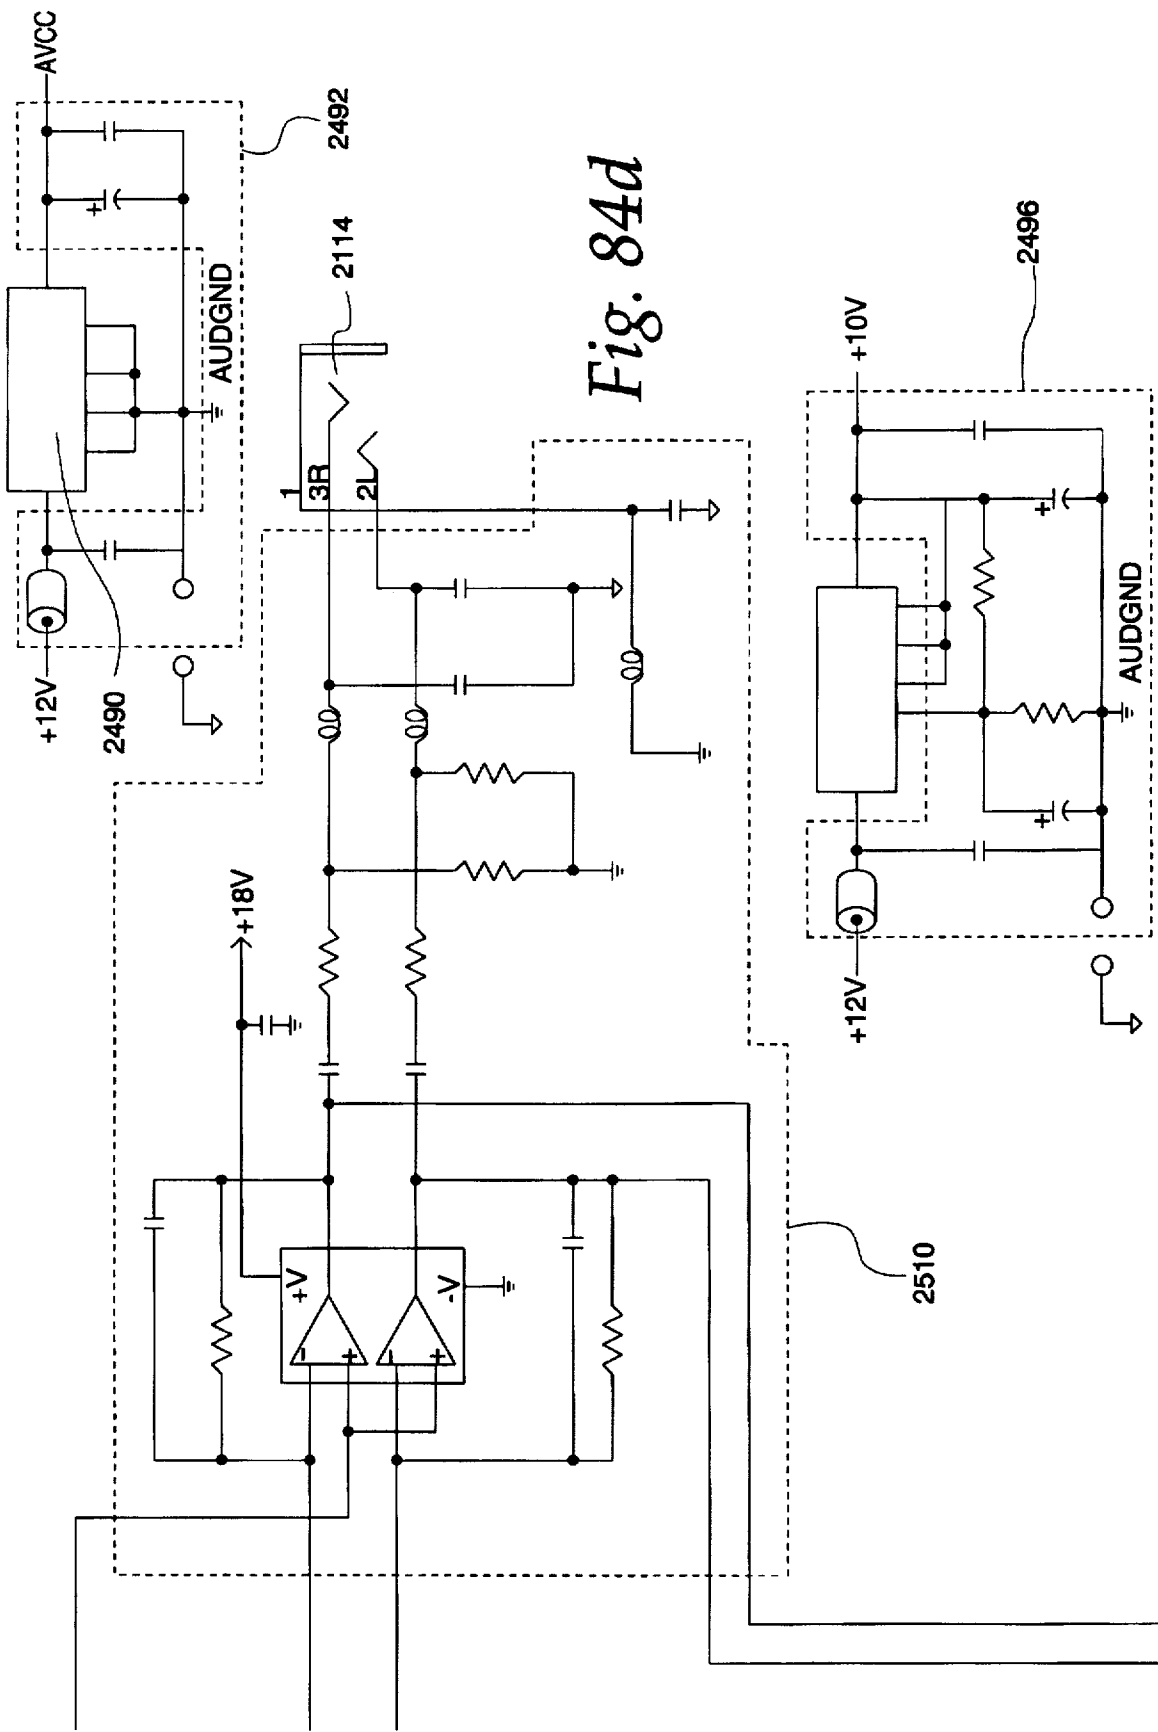 AVCC
2492
+
AUDGND
+12V
2490
2114
1
3R
2L
Fig. 84d
+18V
+V
-V
−
+
−
+
2510
+10V
2496
+
+
AUDGND
+12V